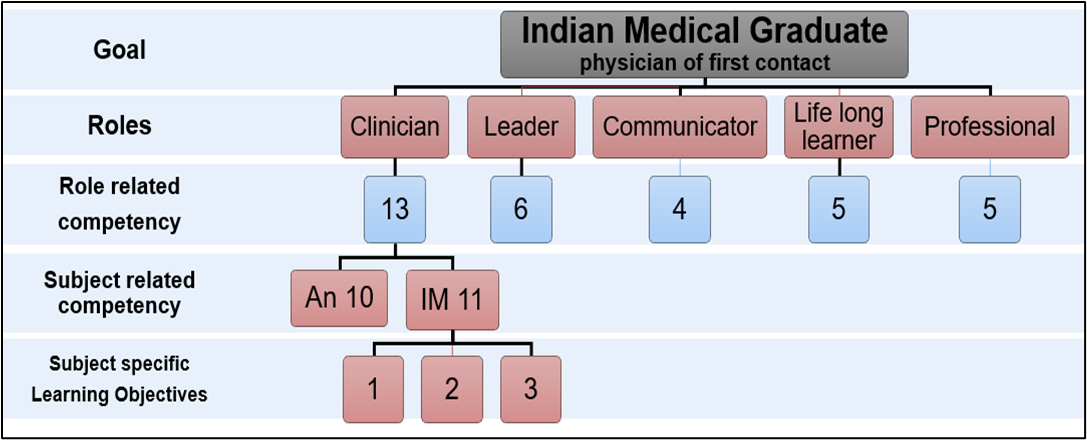 Goal
Indian Medical Graduate
physician of first contact
Roles
Clinician
Leader
Communicator
Life long
learner
Professional
Role related
competency
13
6
4
5
5
Subject related
competency
An 10
IM 11
Subject specific
Learning Objectives
1
2
3